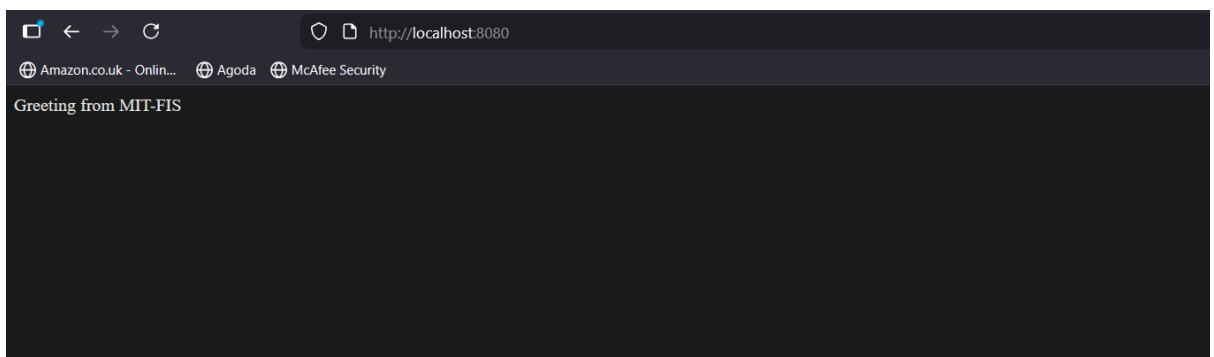 http://localhost:8080
Amazon.co.uk - Onlin... Agoda McAfee Security
Greeting from MIT-FIS